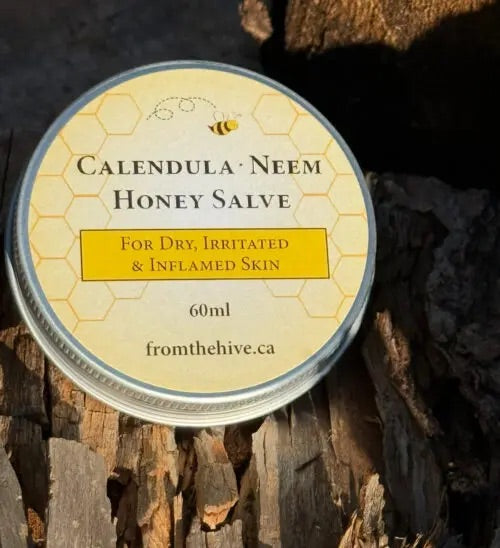 Calendula · Neem
Honey Salve
For Dry, Irritated
& Inflamed Skin
60ml
fromthehive.ca